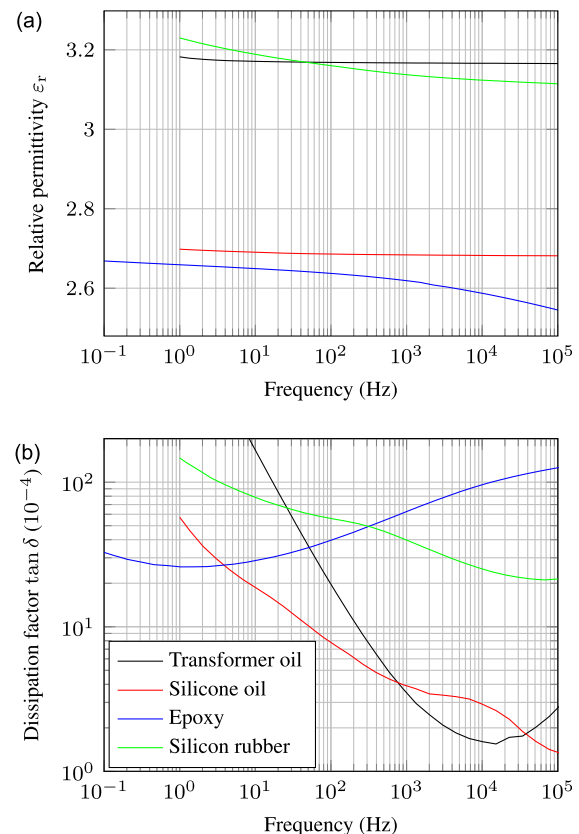 (a)
3.2
3
2.8
2.6
Relative permittivity εr
10⁻¹ 10⁰ 10¹ 10² 10³ 10⁴ 10⁵
Frequency (Hz)
(b)
10²
10¹
10⁰
Dissipation factor tan δ (10⁻⁴)
Transformer oil
Silicone oil
Epoxy
Silicon rubber
10⁻¹ 10⁰ 10¹ 10² 10³ 10⁴ 10⁵
Frequency (Hz)